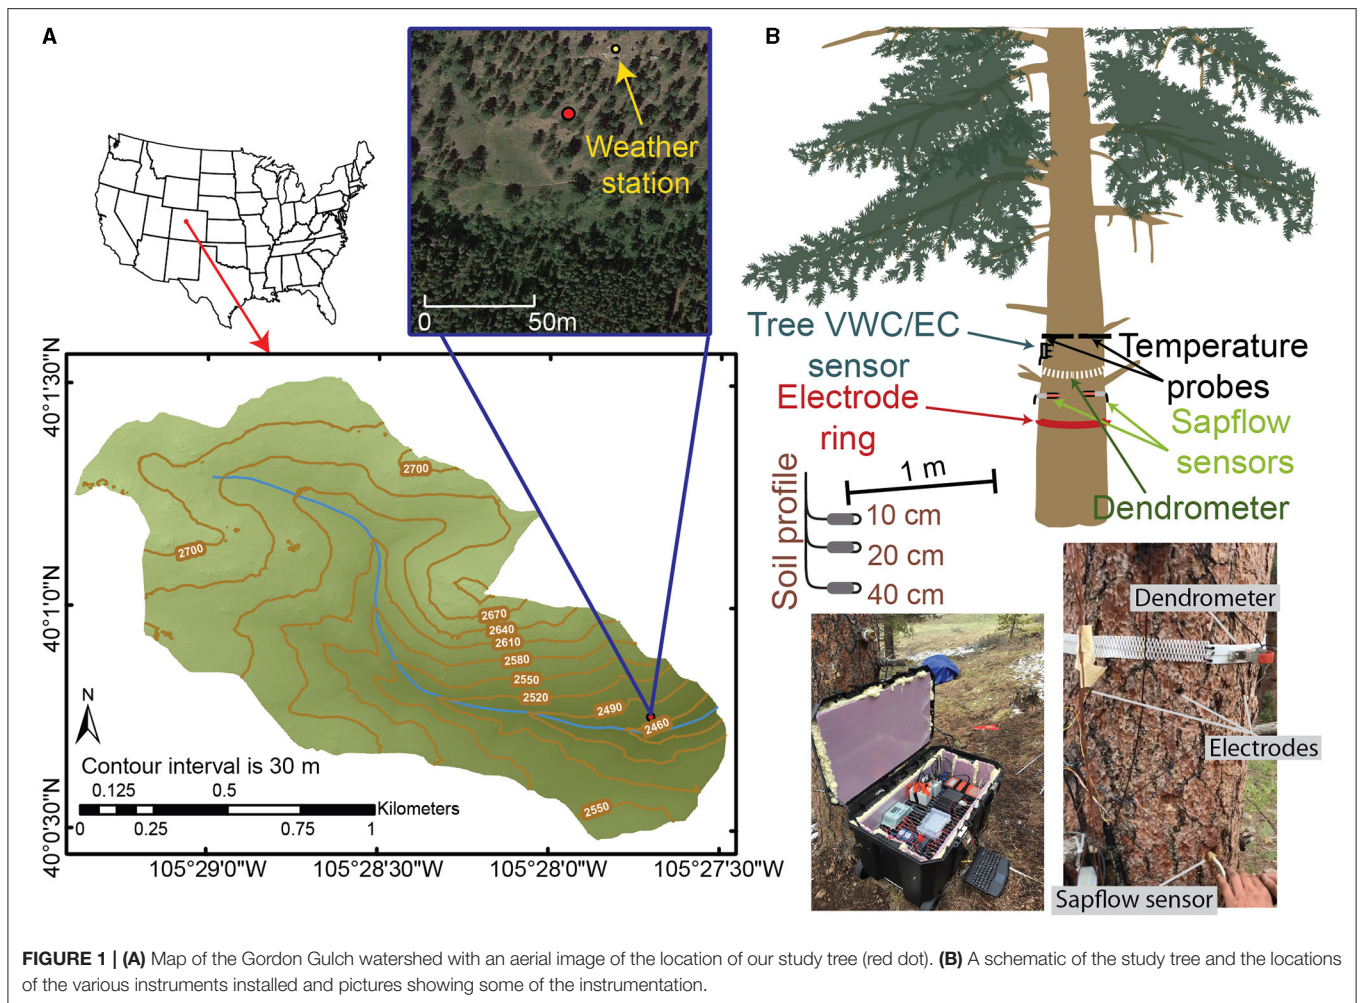 A
Weather
station
0 50m
40°1'30"N
40°1'0"N
40°0'30"N
2700
2700
2670
2640
2610
2580
2550
2520
2490
2460
2550
N
Contour interval is 30 m
0.125 0.5
Kilometers
0 0.25 0.75 1
105°29'0"W 105°28'30"W 105°28'0"W 105°27'30"W
B
Tree VWC/EC
sensor
Electrode
ring
Temperature
probes
Sapflow
sensors
Dendrometer
1 m
Soil profile
10 cm
20 cm
40 cm
Dendrometer
Electrodes
Sapflow sensor
FIGURE 1 | (A) Map of the Gordon Gulch watershed with an aerial image of the location of our study tree (red dot). (B) A schematic of the study tree and the locations
of the various instruments installed and pictures showing some of the instrumentation.